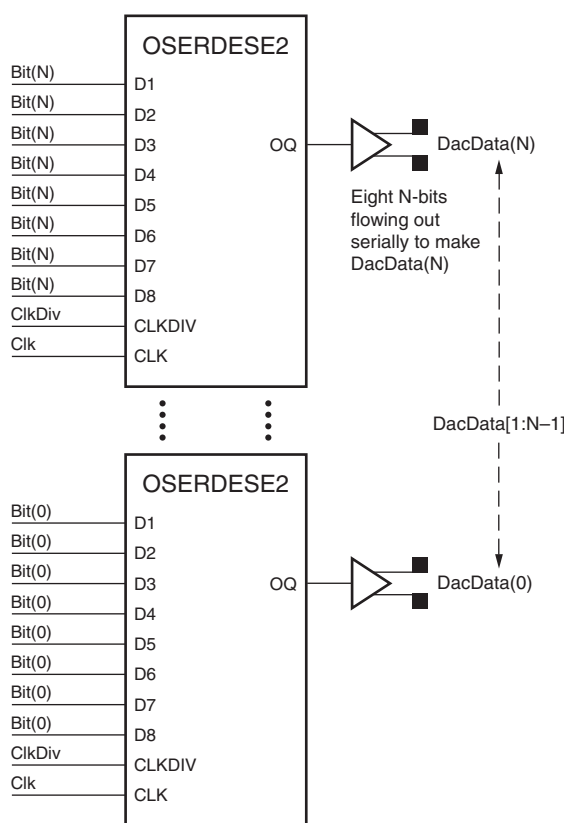 OSERDESE2
Bit(N)
D1
Bit(N)
D2
Bit(N)
D3
Bit(N)
D4
Bit(N)
D5
Bit(N)
D6
Bit(N)
D7
Bit(N)
D8
ClkDiv
CLKDIV
Clk
CLK
OQ
DacData(N)
Eight N-bits
flowing out
serially to make
DacData(N)
DacData[1:N–1]
OSERDESE2
Bit(0)
D1
Bit(0)
D2
Bit(0)
D3
Bit(0)
D4
Bit(0)
D5
Bit(0)
D6
Bit(0)
D7
Bit(0)
D8
ClkDiv
CLKDIV
Clk
CLK
OQ
DacData(0)